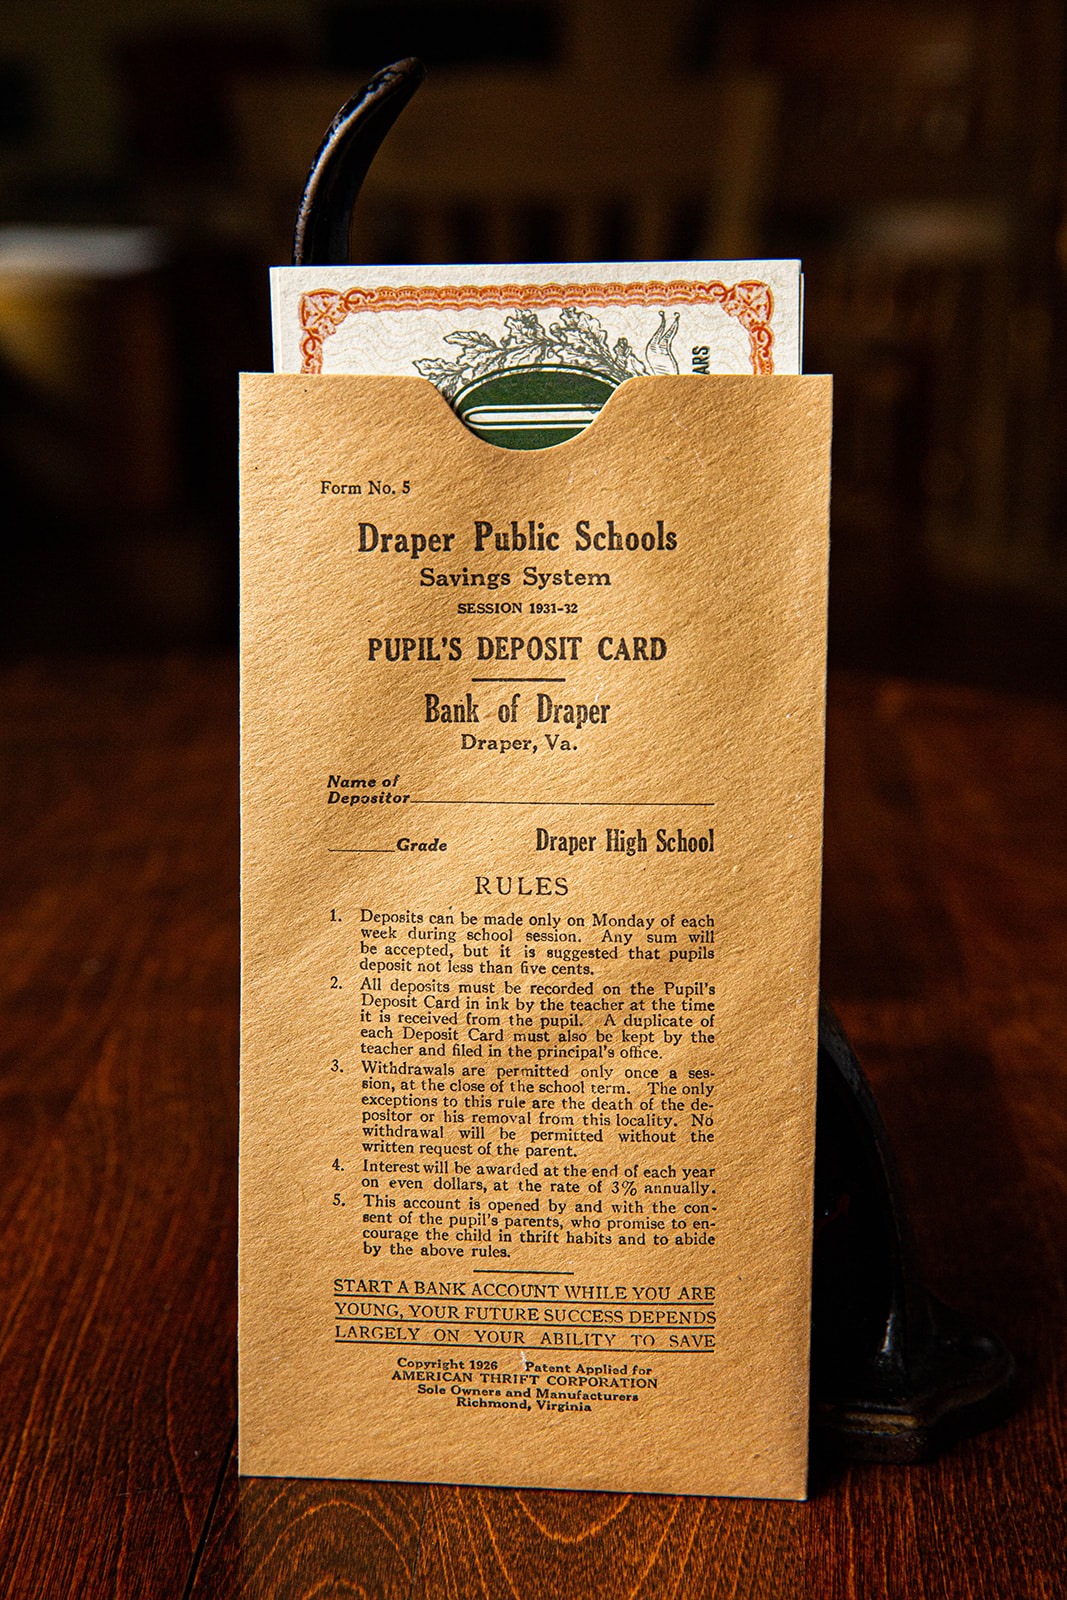 ARS
Form No. 5
Draper Public Schools
Savings System
SESSION 1931-32
PUPIL'S DEPOSIT CARD
Bank of Draper
Draper, Va.
Name of
Depositor
Grade Draper High School
RULES
1. Deposits can be made only on Monday of each
week during school session. Any sum will
be accepted, but it is suggested that pupils
deposit not less than five cents.
2. All deposits must be recorded on the Pupil's
Deposit Card in ink by the teacher at the time
it is received from the pupil. A duplicate of
each Deposit Card must also be kept by the
teacher and filed in the principal's office.
3. Withdrawals are permitted only once a ses-
sion, at the close of the school term. The only
exceptions to this rule are the death of the de-
positor or his removal from this locality. No
withdrawal will be permitted without the
written request of the parent.
4. Interest will be awarded at the end of each year
on even dollars, at the rate of 3% annually.
5. This account is opened by and with the con-
sent of the pupil's parents, who promise to en-
courage the child in thrift habits and to abide
by the above rules.
START A BANK ACCOUNT WHILE YOU ARE
YOUNG, YOUR FUTURE SUCCESS DEPENDS
LARGELY ON YOUR ABILITY TO SAVE
Copyright 1926 Patent Applied for
AMERICAN THRIFT CORPORATION
Sole Owners and Manufacturers
Richmond, Virginia